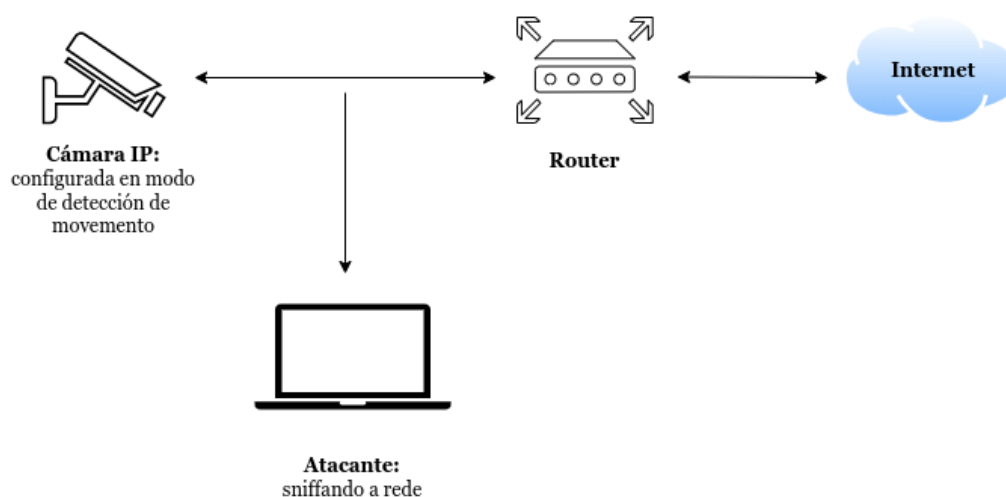 Internet
Cámara IP:
configurada en modo
de detección de
movemento
Router
Atacante:
sniffando a rede